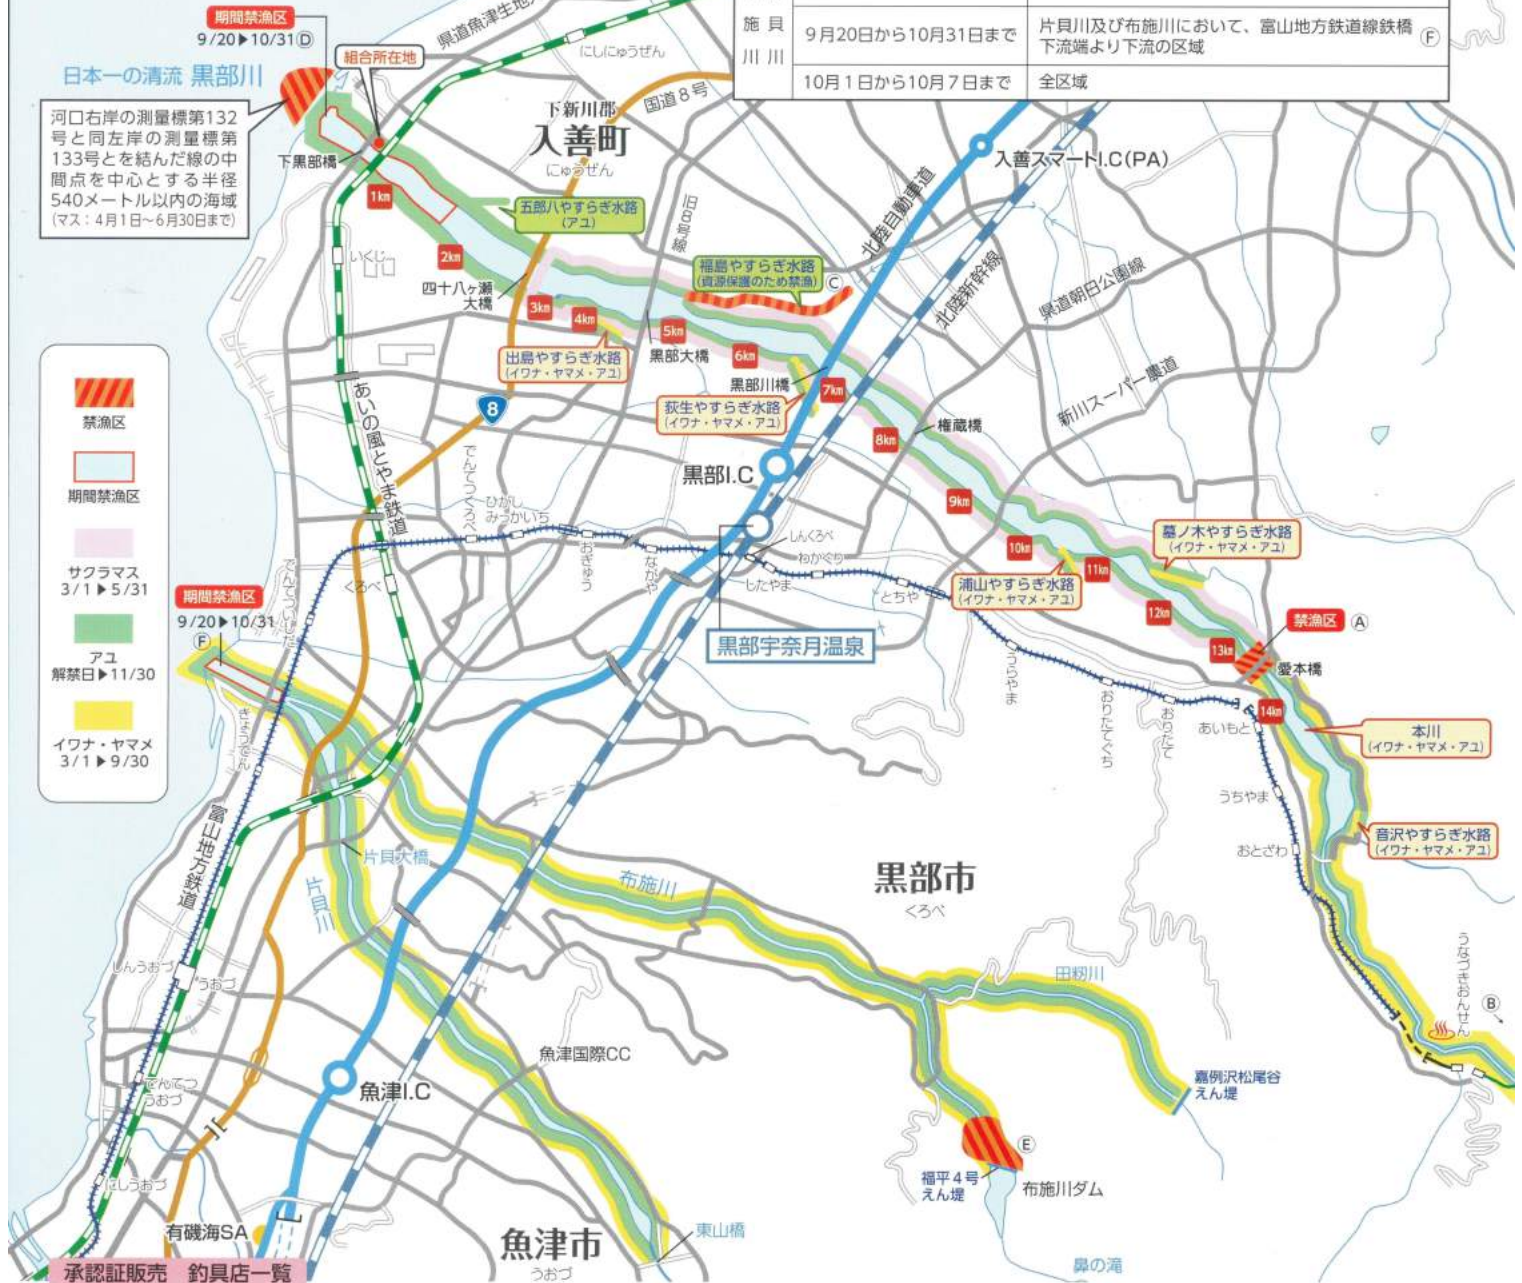 施 貝
川 川
9月20日から10月31日まで
片貝川及び布施川において、富山地方鉄道線鉄橋
下流端より下流の区域
Ⓕ
10月1日から10月7日まで
全区域
期間禁漁区
9/20▶10/31Ⓓ
組合所在地
日本一の清流 黒部川
河口右岸の測量標第132
号と同左岸の測量標第
133号とを結んだ線の中
間点を中心とする半径
540メートル以内の海域
(マス：4月1日～6月30日まで)
にしにゅうぜん
国道8号
下新川郡
入善町
にゅうぜん
下黒部橋
入善スマートI.C(PA)
1km
五郎八やすらぎ水路
(アユ)
旧8号線
北陸自動車道
北陸新幹線
県道朝日公園線
いくじ
2km
四十八ヶ瀬
大橋
福島やすらぎ水路
(資源保護のため禁漁)
Ⓒ
3km
4km
5km
6km
黒部大橋
出島やすらぎ水路
(イワナ・ヤマメ・アユ)
黒部川橋
7km
荻生やすらぎ水路
(イワナ・ヤマメ・アユ)
8km
権蔵橋
新川スーパー農道
禁漁区
期間禁漁区
サクラマス
3/1▶5/31
アユ
解禁日▶11/30
イワナ・ヤマメ
3/1▶9/30
8
あいの風とやま鉄道
黒部I.C
でんてつくろべ
ひがし
みっかいち
おぎゅう
ながや
しんくろべ
わかぐり
したやま
とちや
くろべ
9km
10km
11km
墓ノ木やすらぎ水路
(イワナ・ヤマメ・アユ)
浦山やすらぎ水路
(イワナ・ヤマメ・アユ)
12km
13km
禁漁区
Ⓐ
愛本橋
14km
黒部宇奈月温泉
期間禁漁区
9/20▶10/31
Ⓕ
うらやま
おりたてぐち
おりたて
あいもと
本川
(イワナ・ヤマメ・アユ)
うちやま
音沢やすらぎ水路
(イワナ・ヤマメ・アユ)
おとざわ
富山地方鉄道
片貝大橋
片貝川
布施川
黒部市
くろべ
田籾川
うなづきおんせん
Ⓑ
しんうおづ
うおづ
魚津国際CC
でんてつ
うおづ
魚津I.C
嘉例沢松尾谷
えん堤
Ⓔ
福平4号
えん堤
布施川ダム
にしうおづ
有磯海SA
魚津市
うおづ
東山橋
鼻の滝
承認証販売 釣具店一覧